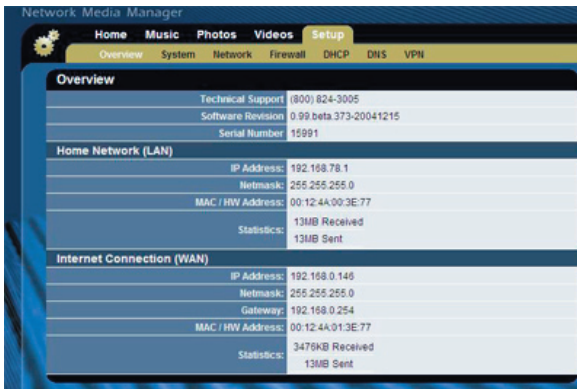 Network Media Manager
Home Music Photos Videos Setup
Overview System Network Firewall DHCP DNS VPN
Overview
Technical Support (800) 824-3005
Software Revision 0.99.beta.373-20041215
Serial Number 15991
Home Network (LAN)
IP Address: 192.168.78.1
Netmask: 255.255.255.0
MAC / HW Address: 00:12:4A:00:3E:77
Statistics: 13MB Received
13MB Sent
Internet Connection (WAN)
IP Address: 192.168.0.146
Netmask: 255.255.255.0
Gateway: 192.168.0.254
MAC / HW Address: 00:12:4A:01:3E:77
Statistics: 3476KB Received
13MB Sent